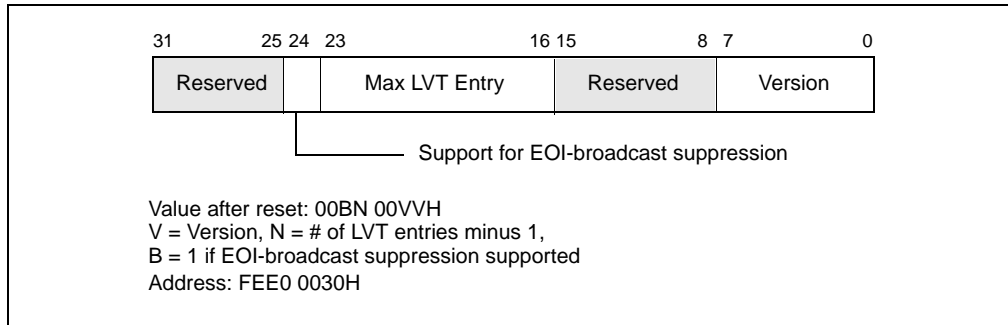 31 25 24 23 16 15 8 7 0
Reserved Max LVT Entry Reserved Version
Support for EOI-broadcast suppression
Value after reset: 00BN 00VVH
V = Version, N = # of LVT entries minus 1,
B = 1 if EOI-broadcast suppression supported
Address: FEE0 0030H